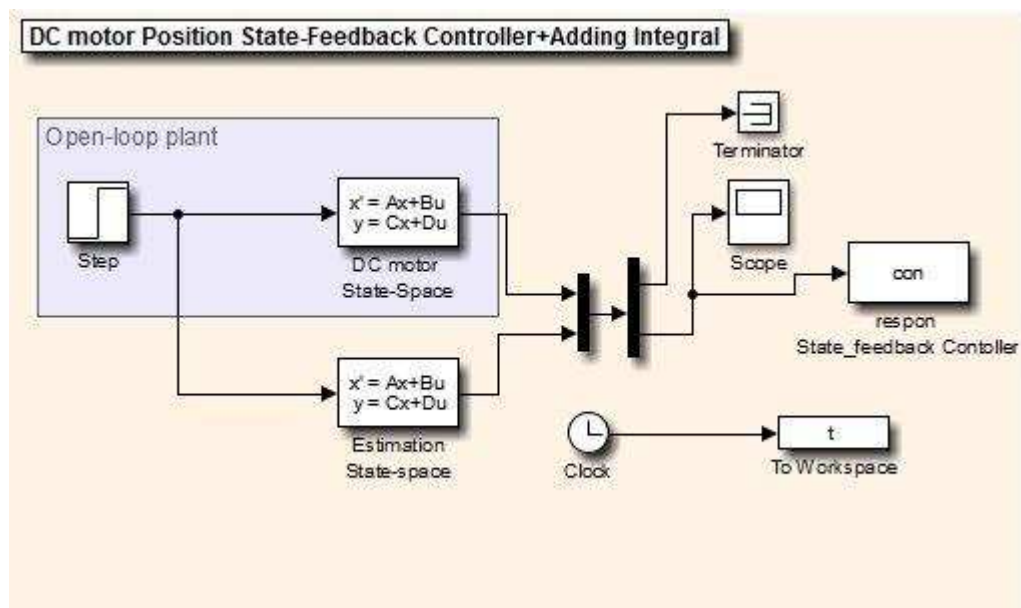 DC motor Position State-Feedback Controller+Adding Integral
Open-loop plant
Step
x' = Ax+Bu
y = Cx+Du
DC motor
State-Space
Terminator
Scope
con
respon
State_feedback Contoller
x' = Ax+Bu
y = Cx+Du
Estimation
State-space
Clock
t
To Workspace